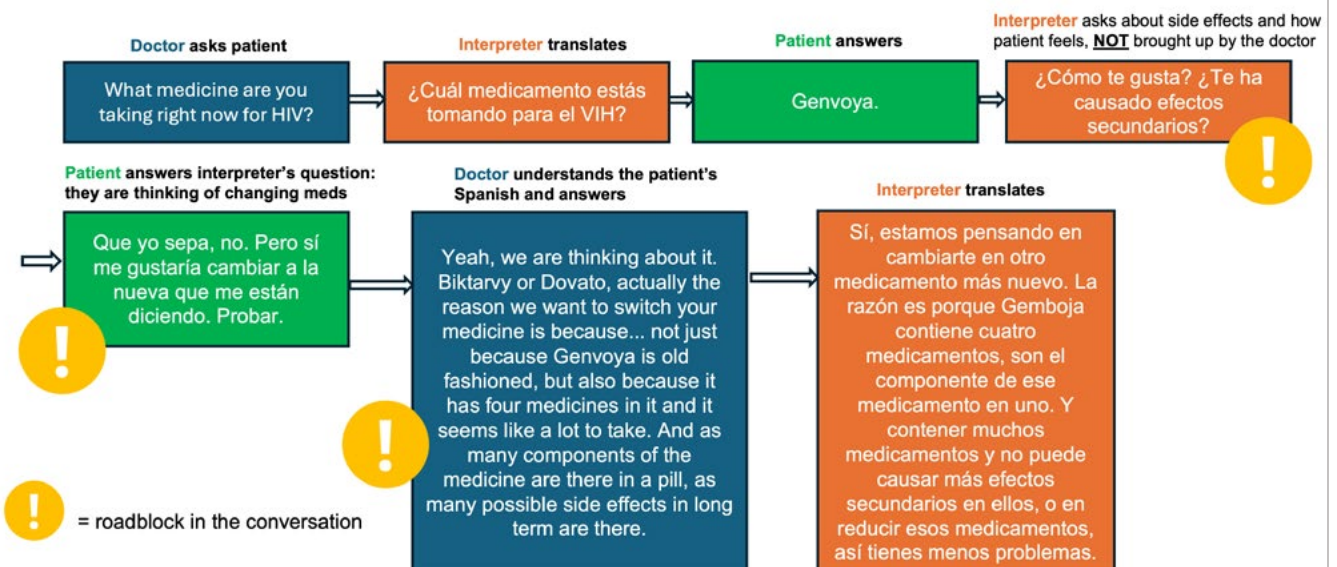 Doctor asks patient
What medicine are you
taking right now for HIV?
Interpreter translates
¿Cuál medicamento estás
tomando para el VIH?
Patient answers
Genvoya.
Interpreter asks about side effects and how
patient feels, NOT brought up by the doctor
¿Cómo te gusta? ¿Te ha
causado efectos
secundarios?
!
Patient answers interpreter’s question:
they are thinking of changing meds
Que yo sepa, no. Pero sí
me gustaría cambiar a la
nueva que me están
diciendo. Probar.
!
Doctor understands the patient’s
Spanish and answers
Yeah, we are thinking about it.
Biktarvy or Dovato, actually the
reason we want to switch your
medicine is because... not just
because Genvoya is old
fashioned, but also because it
has four medicines in it and it
seems like a lot to take. And as
many components of the
medicine are there in a pill, as
many possible side effects in long
term are there.
!
Interpreter translates
Sí, estamos pensando en
cambiarte en otro
medicamento más nuevo. La
razón es porque Gemboja
contiene cuatro
medicamentos, son el
componente de ese
medicamento en uno. Y
contener muchos
medicamentos y no puede
causar más efectos
secundarios en ellos, o en
reducir esos medicamentos,
así tienes menos problemas.
! = roadblock in the conversation